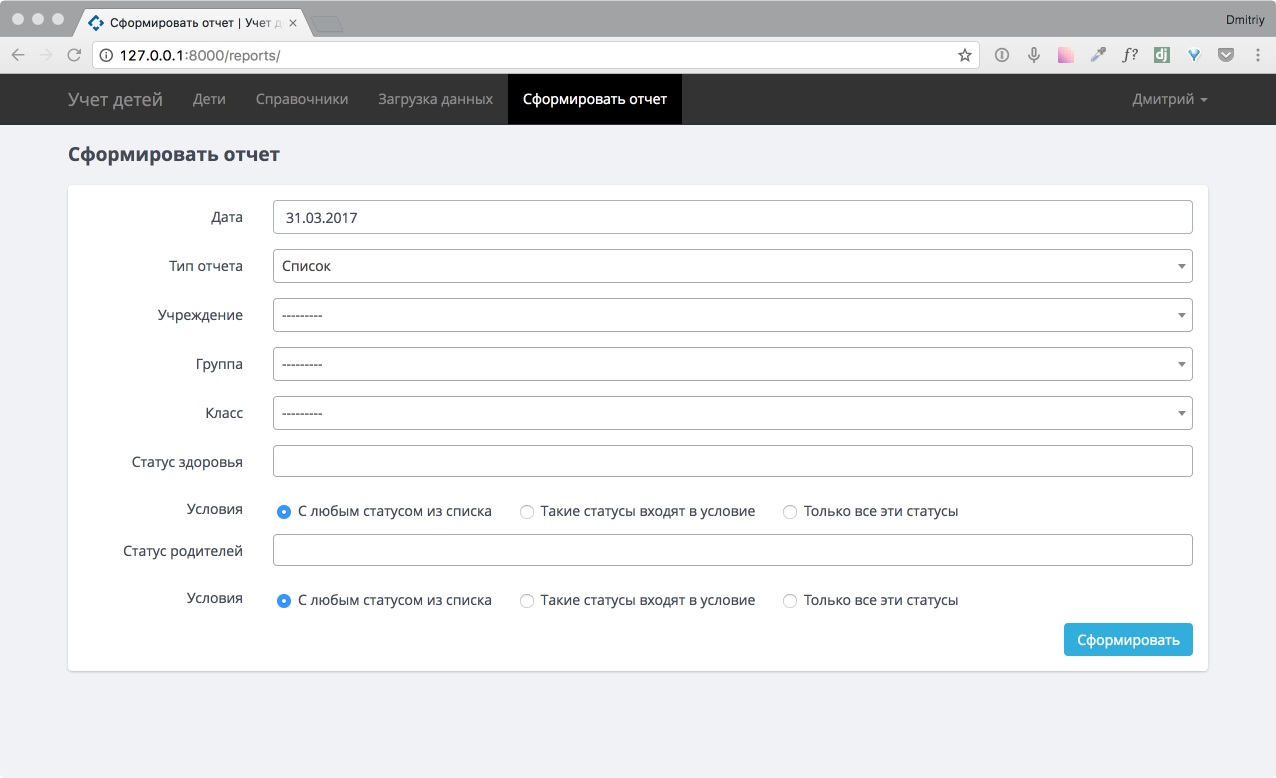 Сформировать отчет | Учет д
Dmitriy
127.0.0.1:8000/reports/
f?
dj
Учет детей Дети Справочники Загрузка данных Сформировать отчет Дмитрий
Сформировать отчет
Дата 31.03.2017
Тип отчета Список
Учреждение ---------
Группа ---------
Класс ---------
Статус здоровья
Условия С любым статусом из списка Такие статусы входят в условие Только все эти статусы
Статус родителей
Условия С любым статусом из списка Такие статусы входят в условие Только все эти статусы
Сформировать